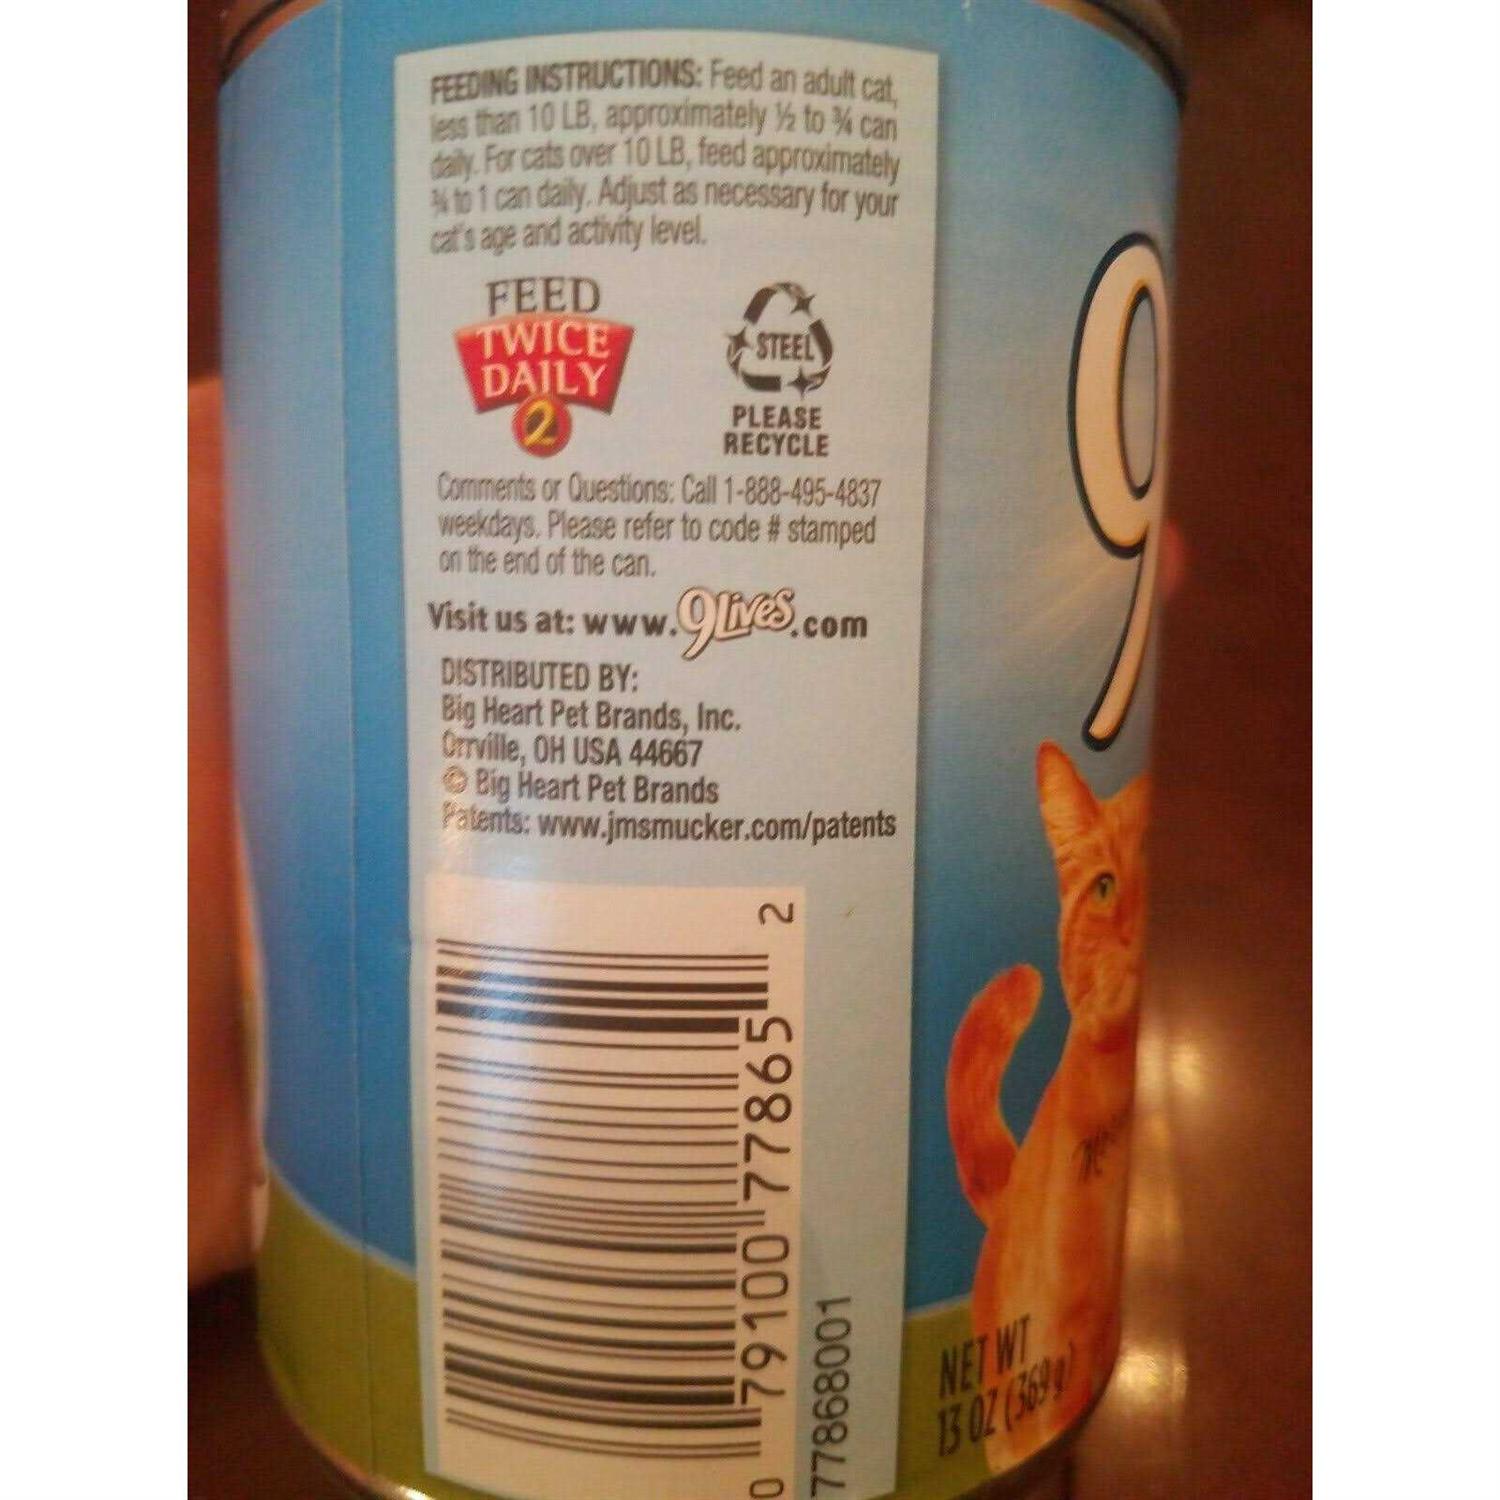 FEEDING INSTRUCTIONS: Feed an adult cat,
less than 10 LB, approximately ½ to ¾ can
daily. For cats over 10 LB, feed approximately
¾ to 1 can daily. Adjust as necessary for your
cat's age and activity level.
FEED
TWICE
DAILY
2
STEEL
PLEASE
RECYCLE
Comments or Questions: Call 1-888-495-4837
weekdays. Please refer to code # stamped
on the end of the can.
Visit us at: www.9Lives.com
DISTRIBUTED BY:
Big Heart Pet Brands, Inc.
Orrville, OH USA 44667
© Big Heart Pet Brands
Patents: www.jmsmucker.com/patents
0 79100 77865 2
77868001
9
NET WT
13 OZ (369 g)